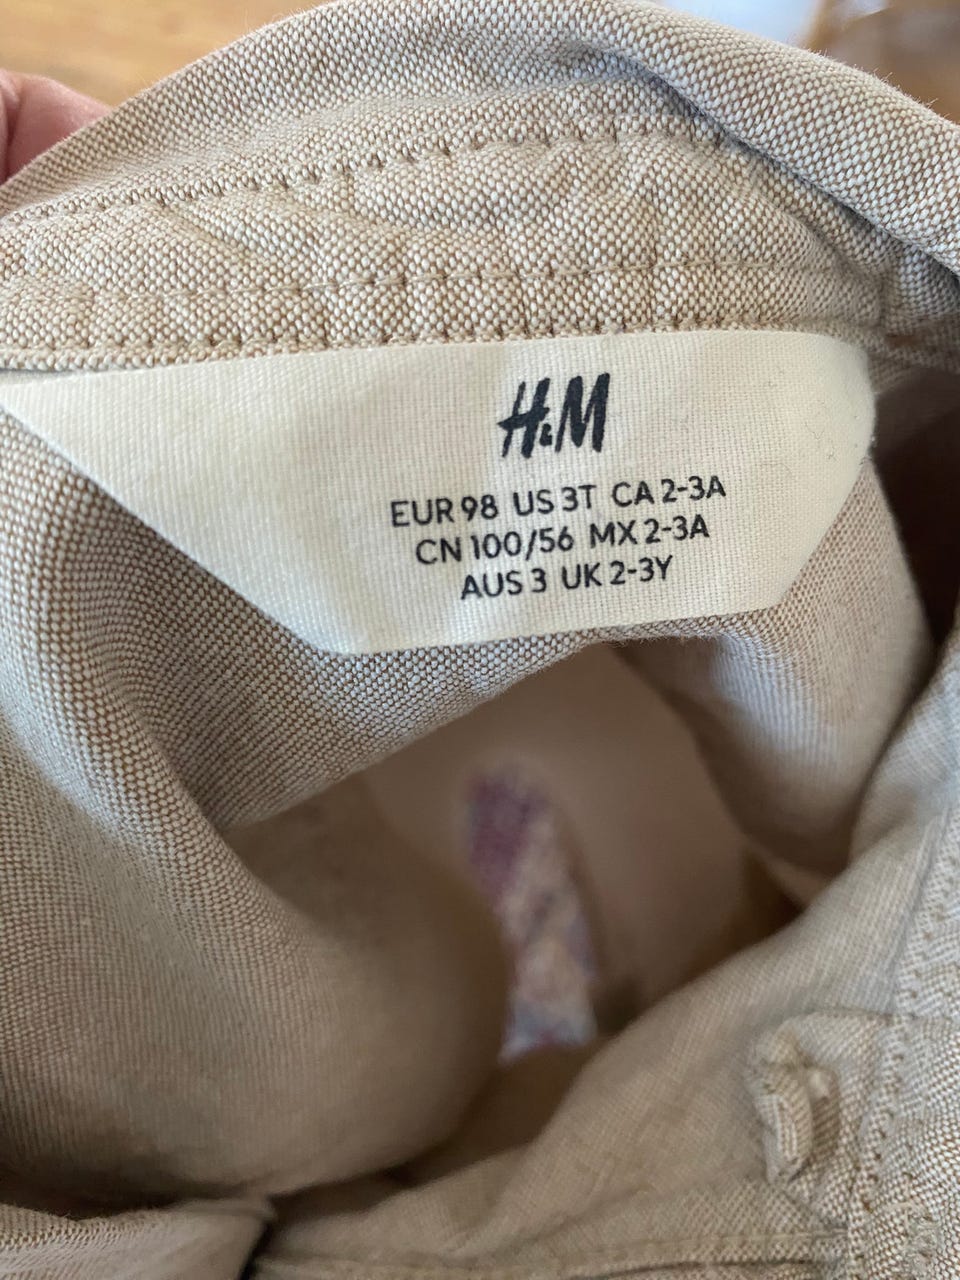 H&M
EUR 98 US 3T CA 2-3A
CN 100/56 MX 2-3A
AUS 3 UK 2-3Y